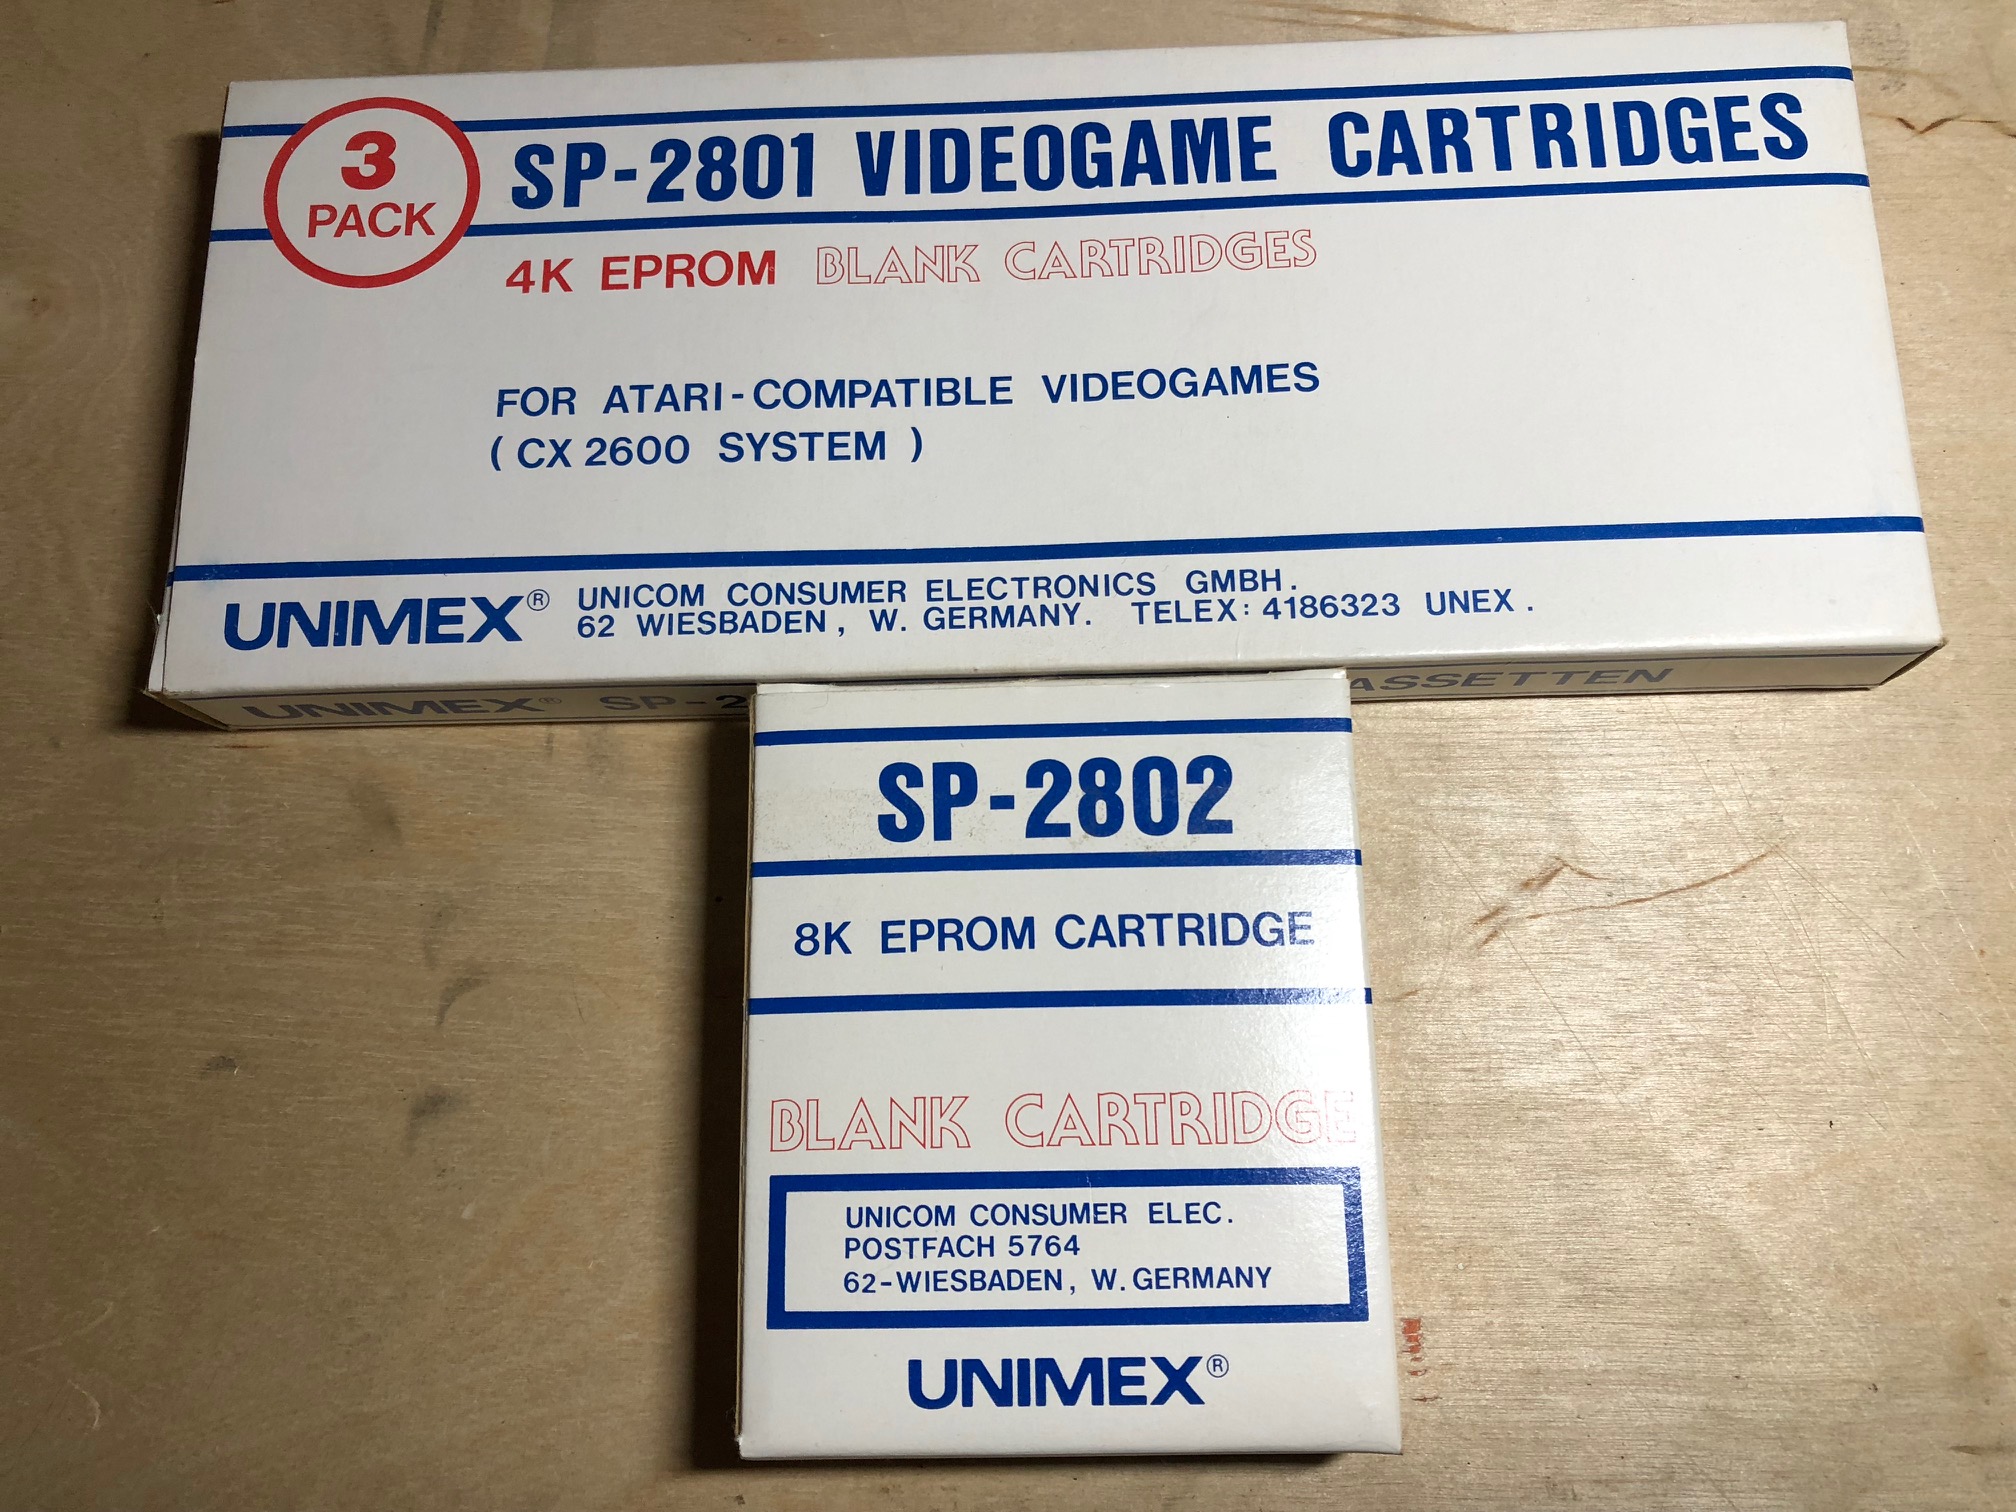 3
PACK
SP-2801 VIDEOGAME CARTRIDGES
4K EPROM BLANK CARTRIDGES
FOR ATARI-COMPATIBLE VIDEOGAMES
( CX 2600 SYSTEM )
UNIMEX® UNICOM CONSUMER ELECTRONICS GMBH.
62 WIESBADEN, W. GERMANY. TELEX: 4186323 UNEX.
UNIMEX®
SP-2802
8K EPROM CARTRIDGE
BLANK CARTRIDGE
UNICOM CONSUMER ELEC.
POSTFACH 5764
62-WIESBADEN, W. GERMANY
UNIMEX®